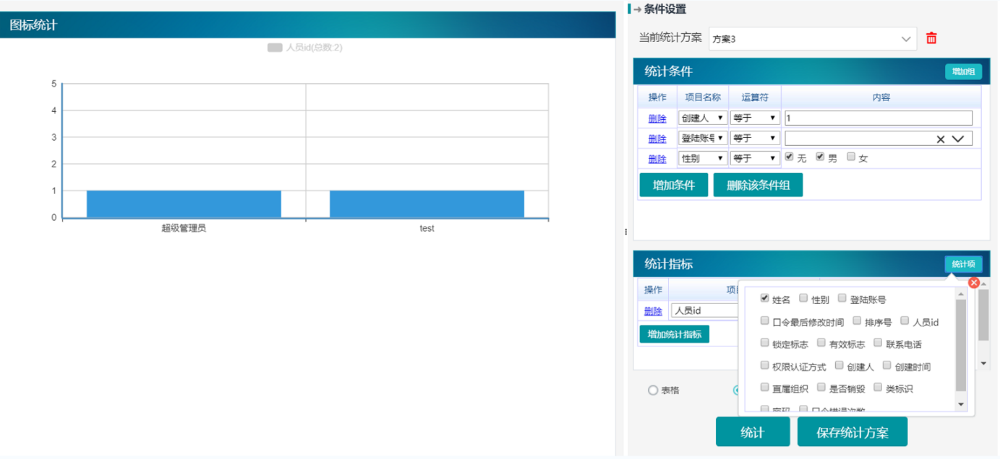 图标统计
人员id(总数:2)
5
4
3
2
1
0
超级管理员
test
条件设置
当前统计方案 方案3
统计条件 增加组
操作 项目名称 运算符 内容
删除 创建人 等于 1
删除 登陆账号 等于
删除 性别 等于 无 男 女
增加条件 删除该条件组
统计指标 统计项
操作
删除 人员id
增加统计指标
姓名 性别 登陆账号
口令最后修改时间 排序号 人员id
锁定标志 有效标志 联系电话
权限认证方式 创建人 创建时间
直属组织 是否销毁 类标识
表格
统计 保存统计方案